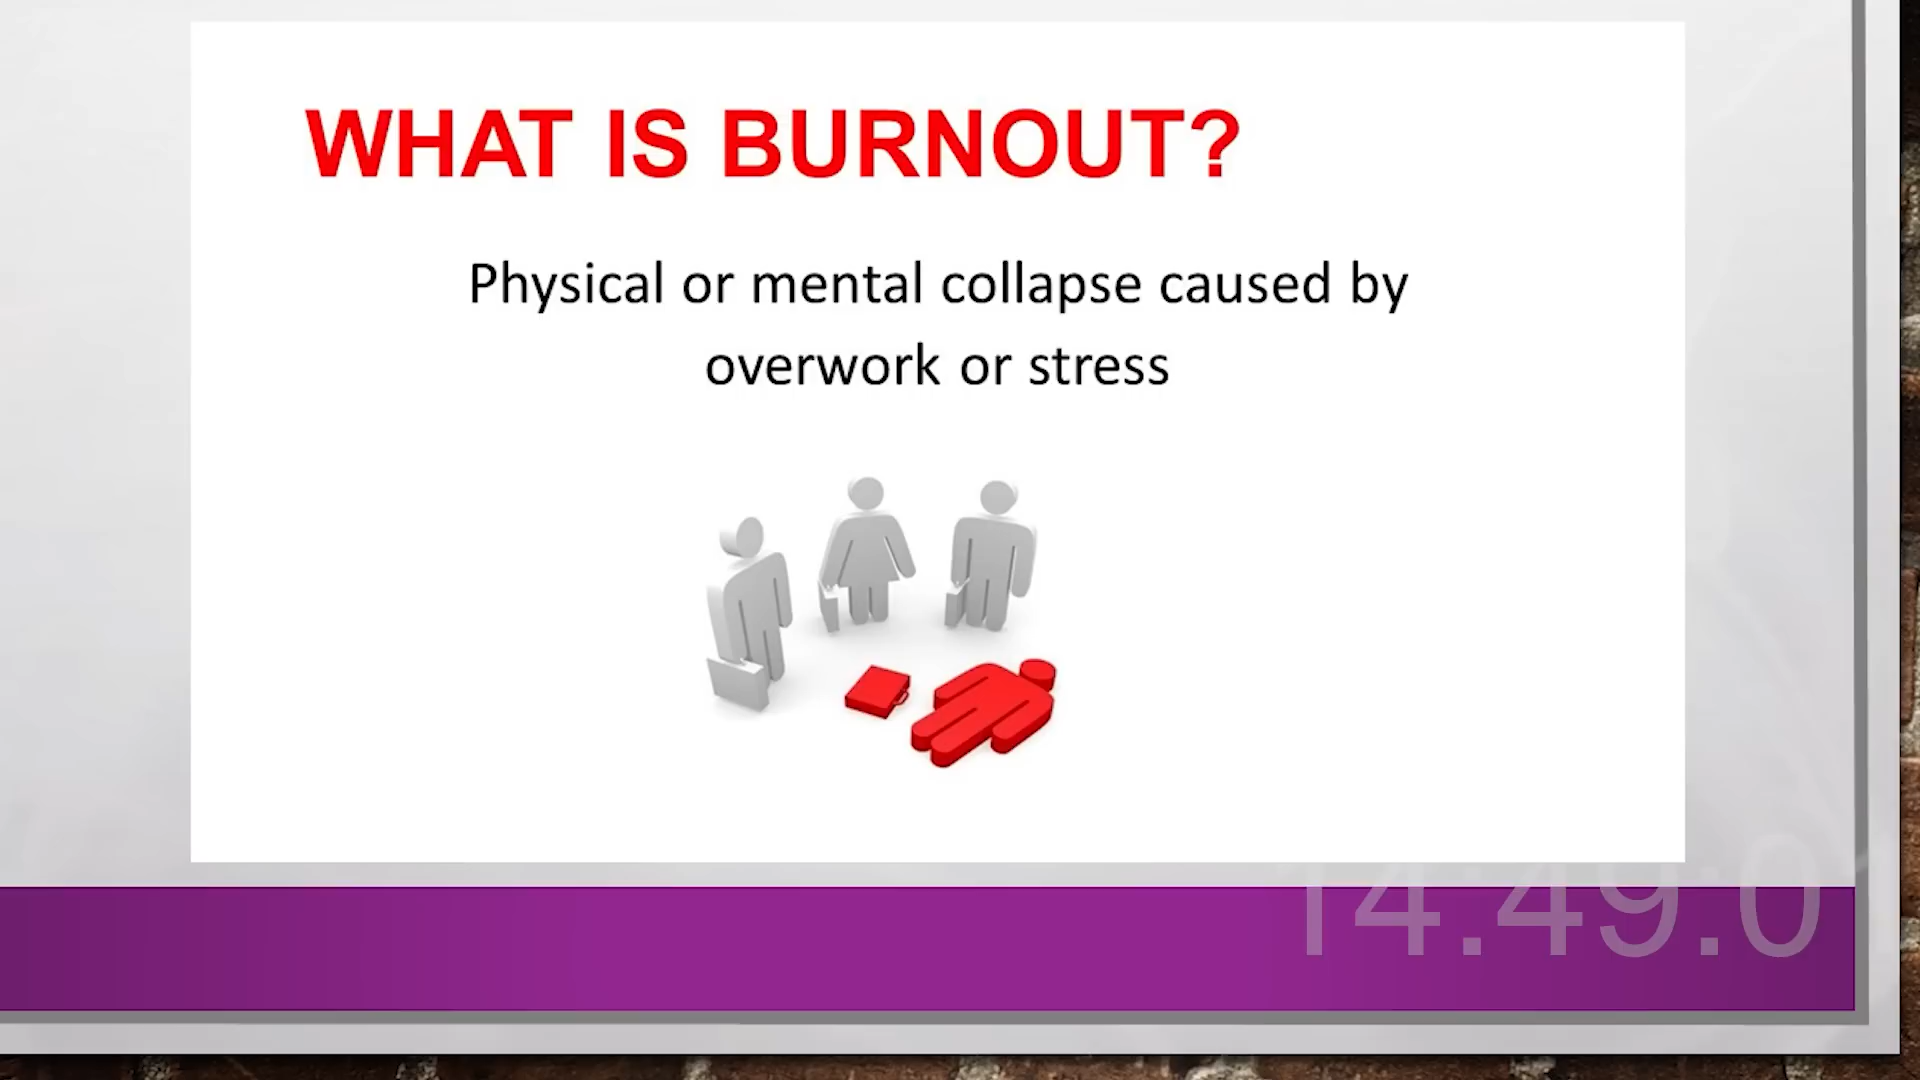 WHAT IS BURNOUT?
Physical or mental collapse caused by
overwork or stress
14:49:0